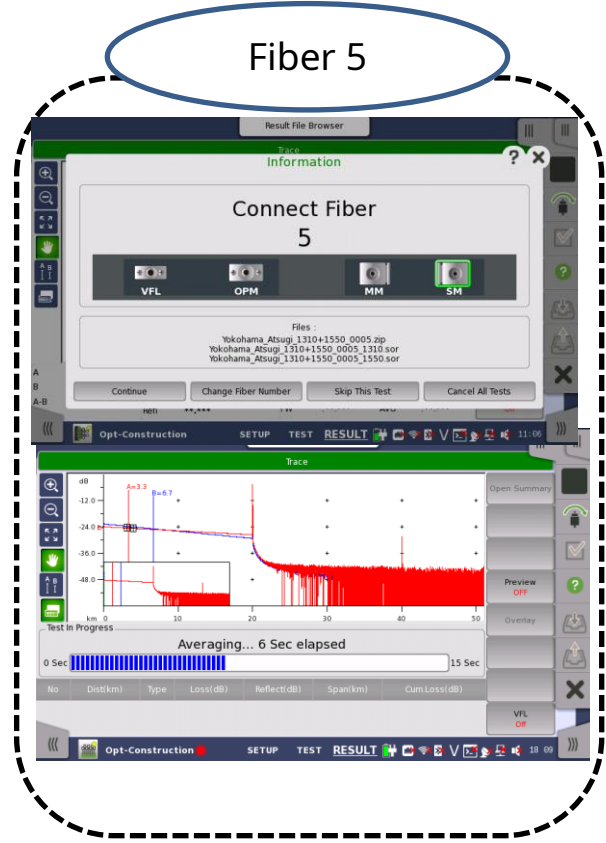 Fiber 5
Result File Browser
Trace
Information
?
Connect Fiber
5
VFL OPM MM SM
Files :
Yokohama_Atsugi_1310+1550_0005.zip
Yokohama_Atsugi_1310+1550_0005_1310.sor
Yokohama_Atsugi_1310+1550_0005_1550.sor
A B
A
B
A-B
Continue Change Fiber Number Skip This Test Cancel All Tests
Opt-Construction SETUP TEST RESULT 11:06
Trace
dB
A=3.3
B=6.7
-12.0
-24.0
-36.0
-48.0
km 0 10 20 30 40 50
A B
Open Summary
Preview
OFF
Overlay
Test In Progress
Averaging... 6 Sec elapsed
0 Sec 15 Sec
No Dist(km) Type Loss(dB) Reflect(dB) Span(km) Cum.Loss(dB)
VFL
Off
Opt-Construction SETUP TEST RESULT 18 09